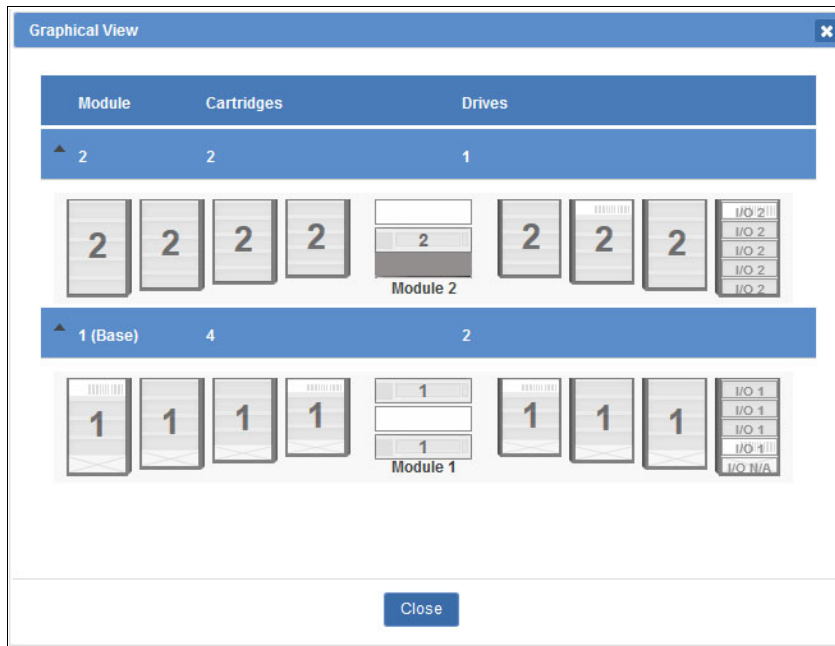 Graphical View
Module Cartridges Drives
2 2 1
2 2 2 2 2 2 2 2 I/O 2
I/O 2
I/O 2
I/O 2
I/O 2
Module 2
1 (Base) 4 2
1 1 1 1 1 1 1 1 I/O 1
I/O 1
I/O 1
1 I/O 1
Module 1 I/O N/A
Close